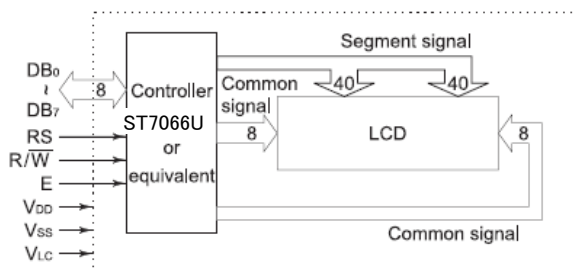 Segment signal
DB0
~
DB7
8
Controller
ST7066U
or
equivalent
Common
signal
40
40
8
LCD
8
RS
R/W̅
E
VDD
VSS
VLC
Common signal